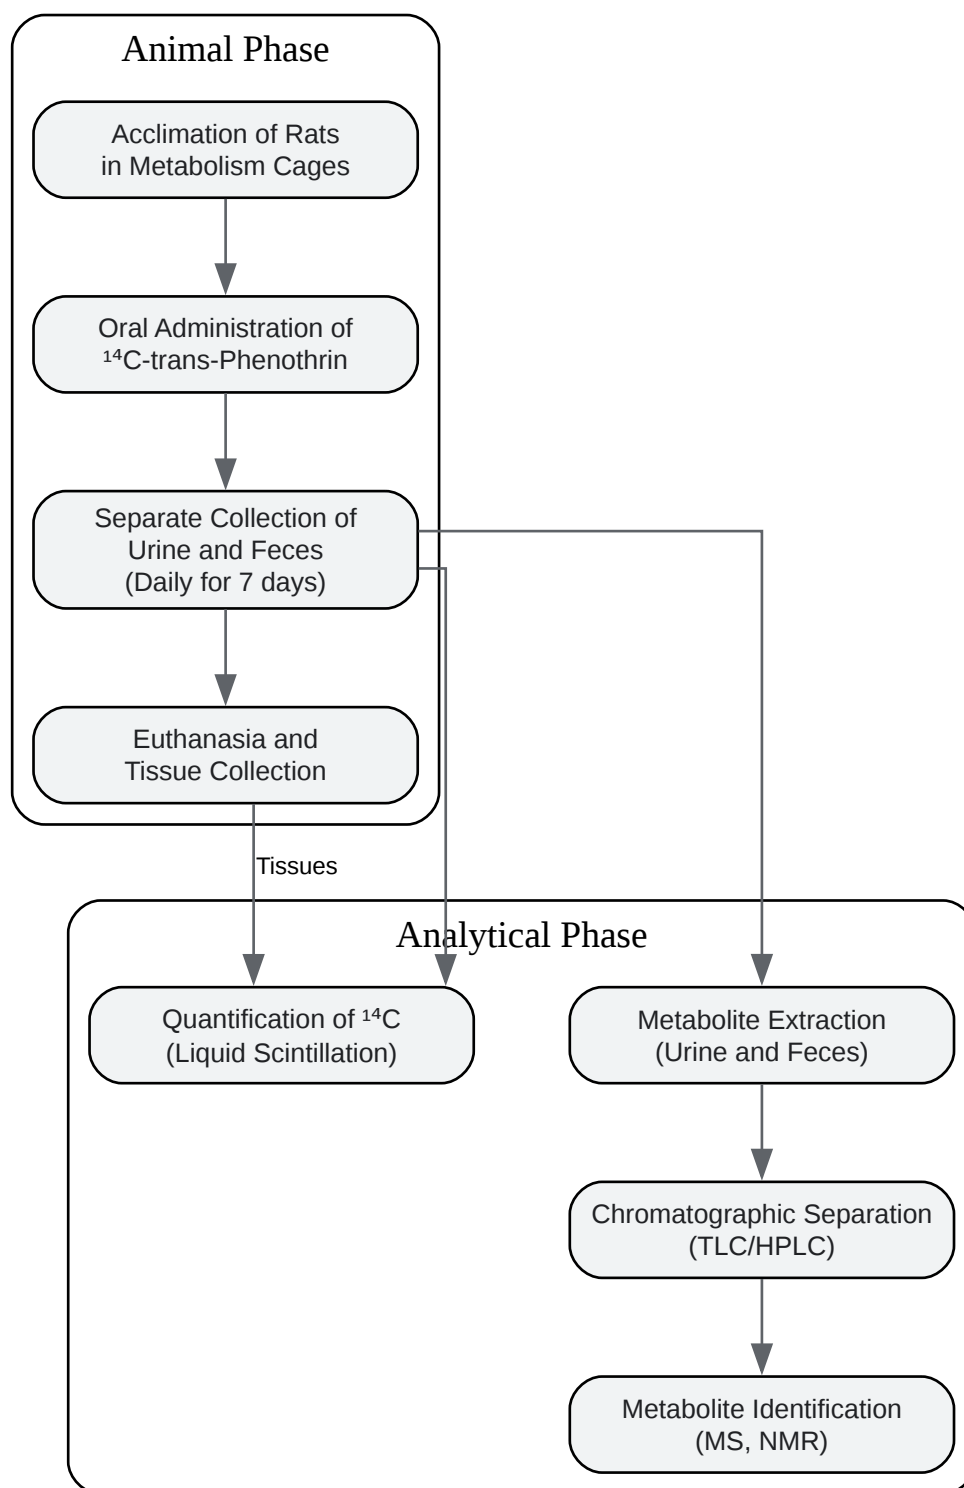 Animal Phase
Acclimation of Rats
in Metabolism Cages
Oral Administration of
¹⁴C-trans-Phenothrin
Separate Collection of
Urine and Feces
(Daily for 7 days)
Euthanasia and
Tissue Collection
Tissues
Analytical Phase
Quantification of ¹⁴C
(Liquid Scintillation)
Metabolite Extraction
(Urine and Feces)
Chromatographic Separation
(TLC/HPLC)
Metabolite Identification
(MS, NMR)